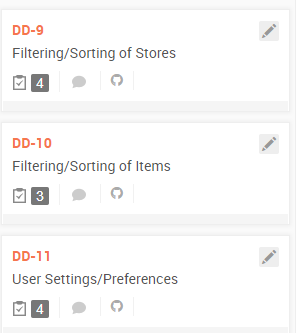 DD-9
Filtering/Sorting of Stores
4
DD-10
Filtering/Sorting of Items
3
DD-11
User Settings/Preferences
4